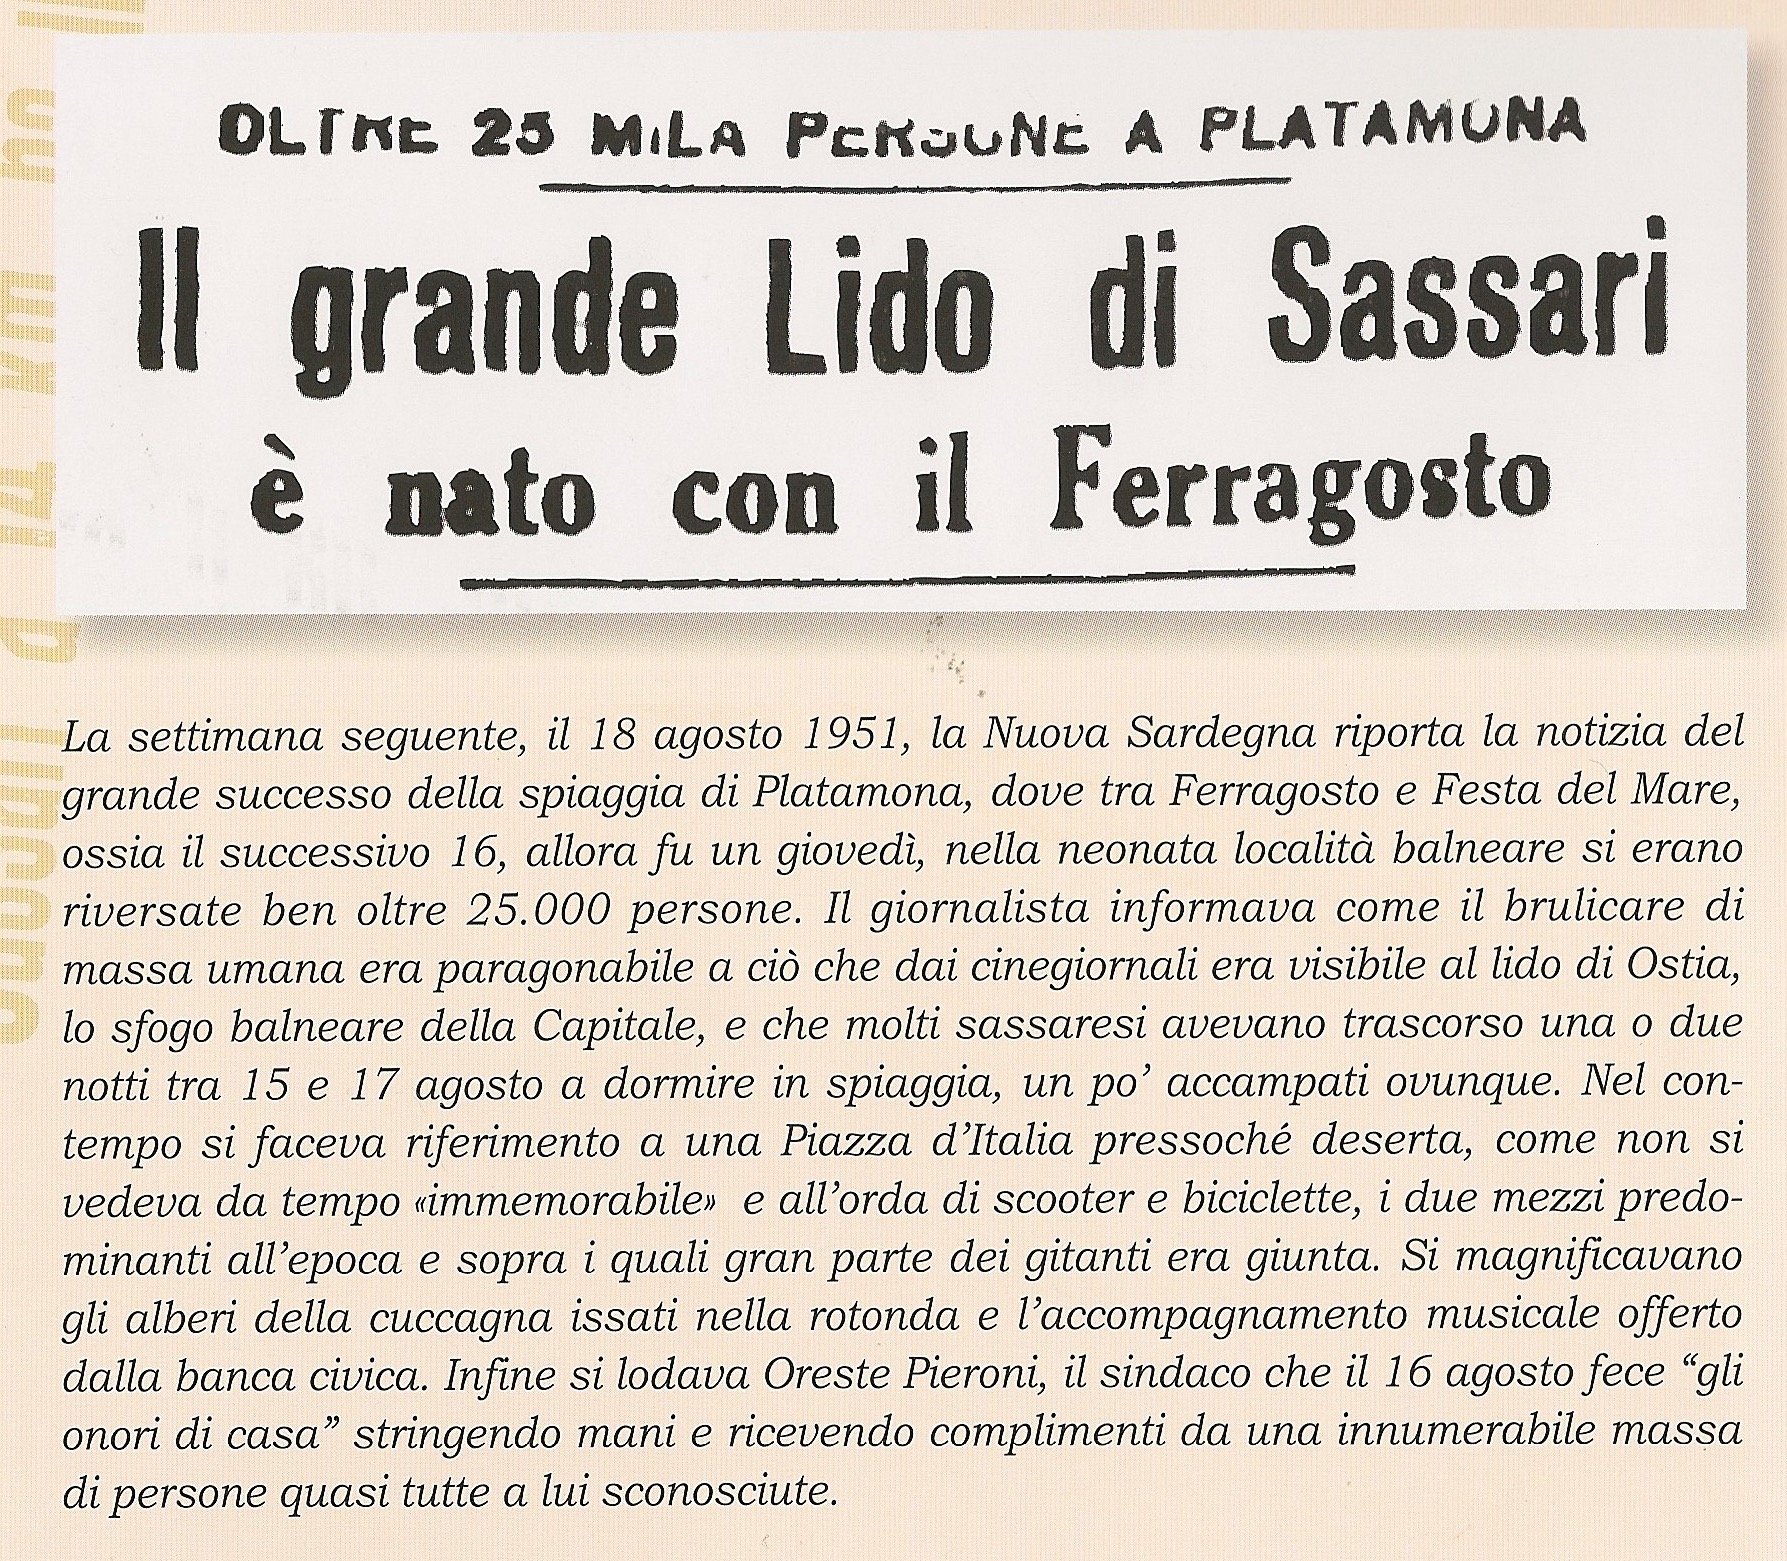 OLTRE 25 MILA PERSONE A PLATAMONA
Il grande Lido di Sassari
è nato con il Ferragosto
La settimana seguente, il 18 agosto 1951, la Nuova Sardegna riporta la notizia del
grande successo della spiaggia di Platamona, dove tra Ferragosto e Festa del Mare,
ossia il successivo 16, allora fu un giovedì, nella neonata località balneare si erano
riversate ben oltre 25.000 persone. Il giornalista informava come il brulicare di
massa umana era paragonabile a ciò che dai cinegiornali era visibile al lido di Ostia,
lo sfogo balneare della Capitale, e che molti sassaresi avevano trascorso una o due
notti tra 15 e 17 agosto a dormire in spiaggia, un po’ accampati ovunque. Nel con-
tempo si faceva riferimento a una Piazza d’Italia pressoché deserta, come non si
vedeva da tempo «immemorabile» e all’orda di scooter e biciclette, i due mezzi predo-
minanti all’epoca e sopra i quali gran parte dei gitanti era giunta. Si magnificavano
gli alberi della cuccagna issati nella rotonda e l’accompagnamento musicale offerto
dalla banca civica. Infine si lodava Oreste Pieroni, il sindaco che il 16 agosto fece “gli
onori di casa” stringendo mani e ricevendo complimenti da una innumerabile massa
di persone quasi tutte a lui sconosciute.